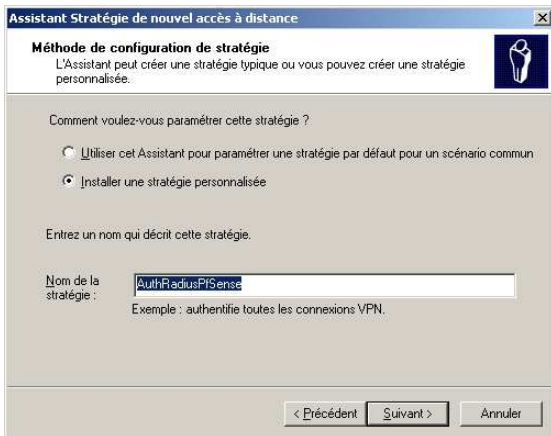 Assistant Stratégie de nouvel accès à distance
Méthode de configuration de stratégie
L'Assistant peut créer une stratégie typique ou vous pouvez créer une stratégie
personnalisée.
Comment voulez-vous paramétrer cette stratégie ?
Utiliser cet Assistant pour paramétrer une stratégie par défaut pour un scénario commun
Installer une stratégie personnalisée
Entrez un nom qui décrit cette stratégie.
Nom de la
stratégie :
AuthRadiusPfSense
Exemple : authentifie toutes les connexions VPN.
< Précédent
Suivant >
Annuler